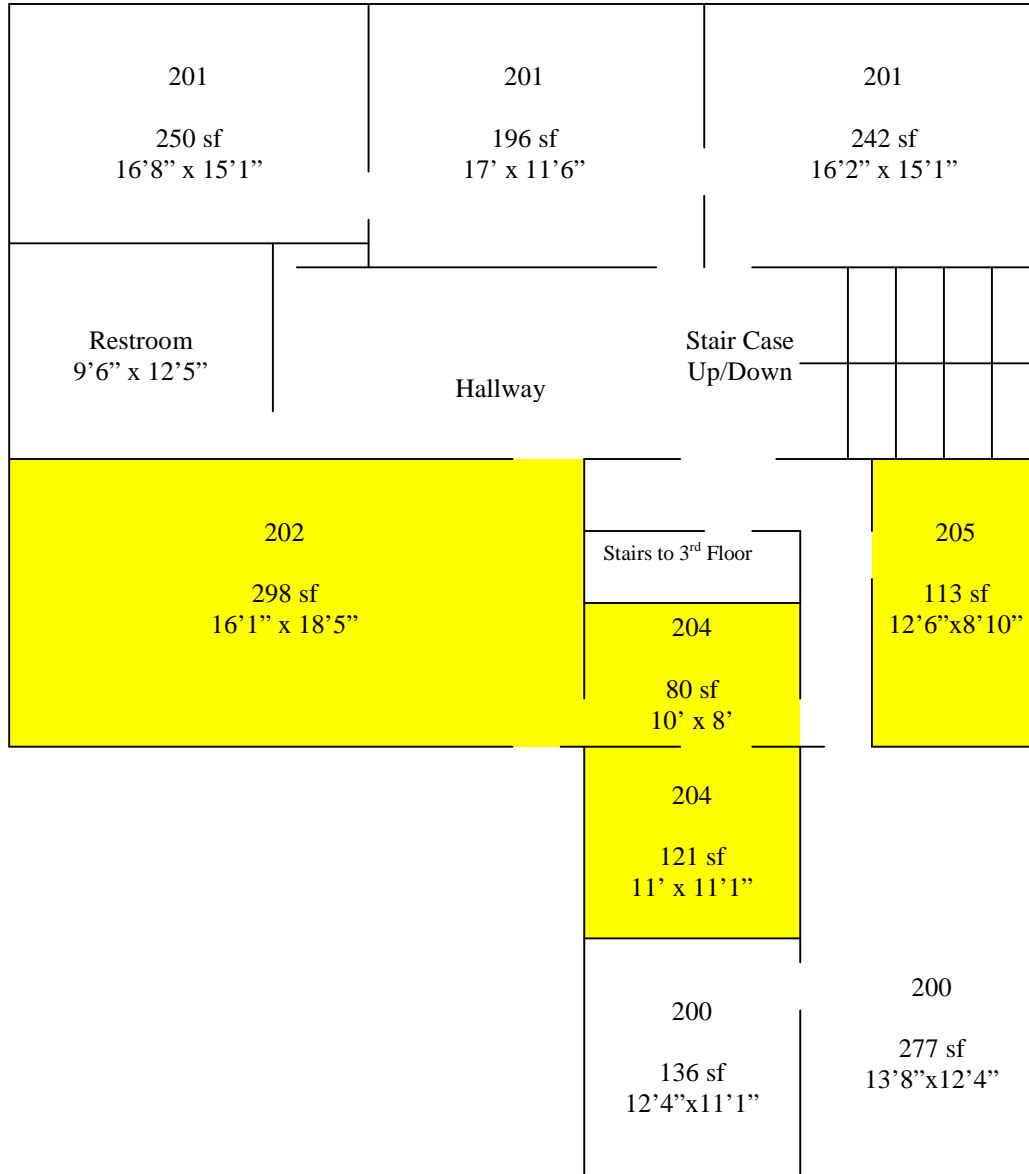 201
250 sf
16’8” x 15’1”
201
196 sf
17’ x 11’6”
201
242 sf
16’2” x 15’1”
Restroom
9’6” x 12’5”
Hallway
Stair Case
Up/Down
202
298 sf
16’1” x 18’5”
Stairs to 3rd Floor
204
80 sf
10’ x 8’
205
113 sf
12’6”x8’10”
204
121 sf
11’ x 11’1”
200
136 sf
12’4”x11’1”
200
277 sf
13’8”x12’4”